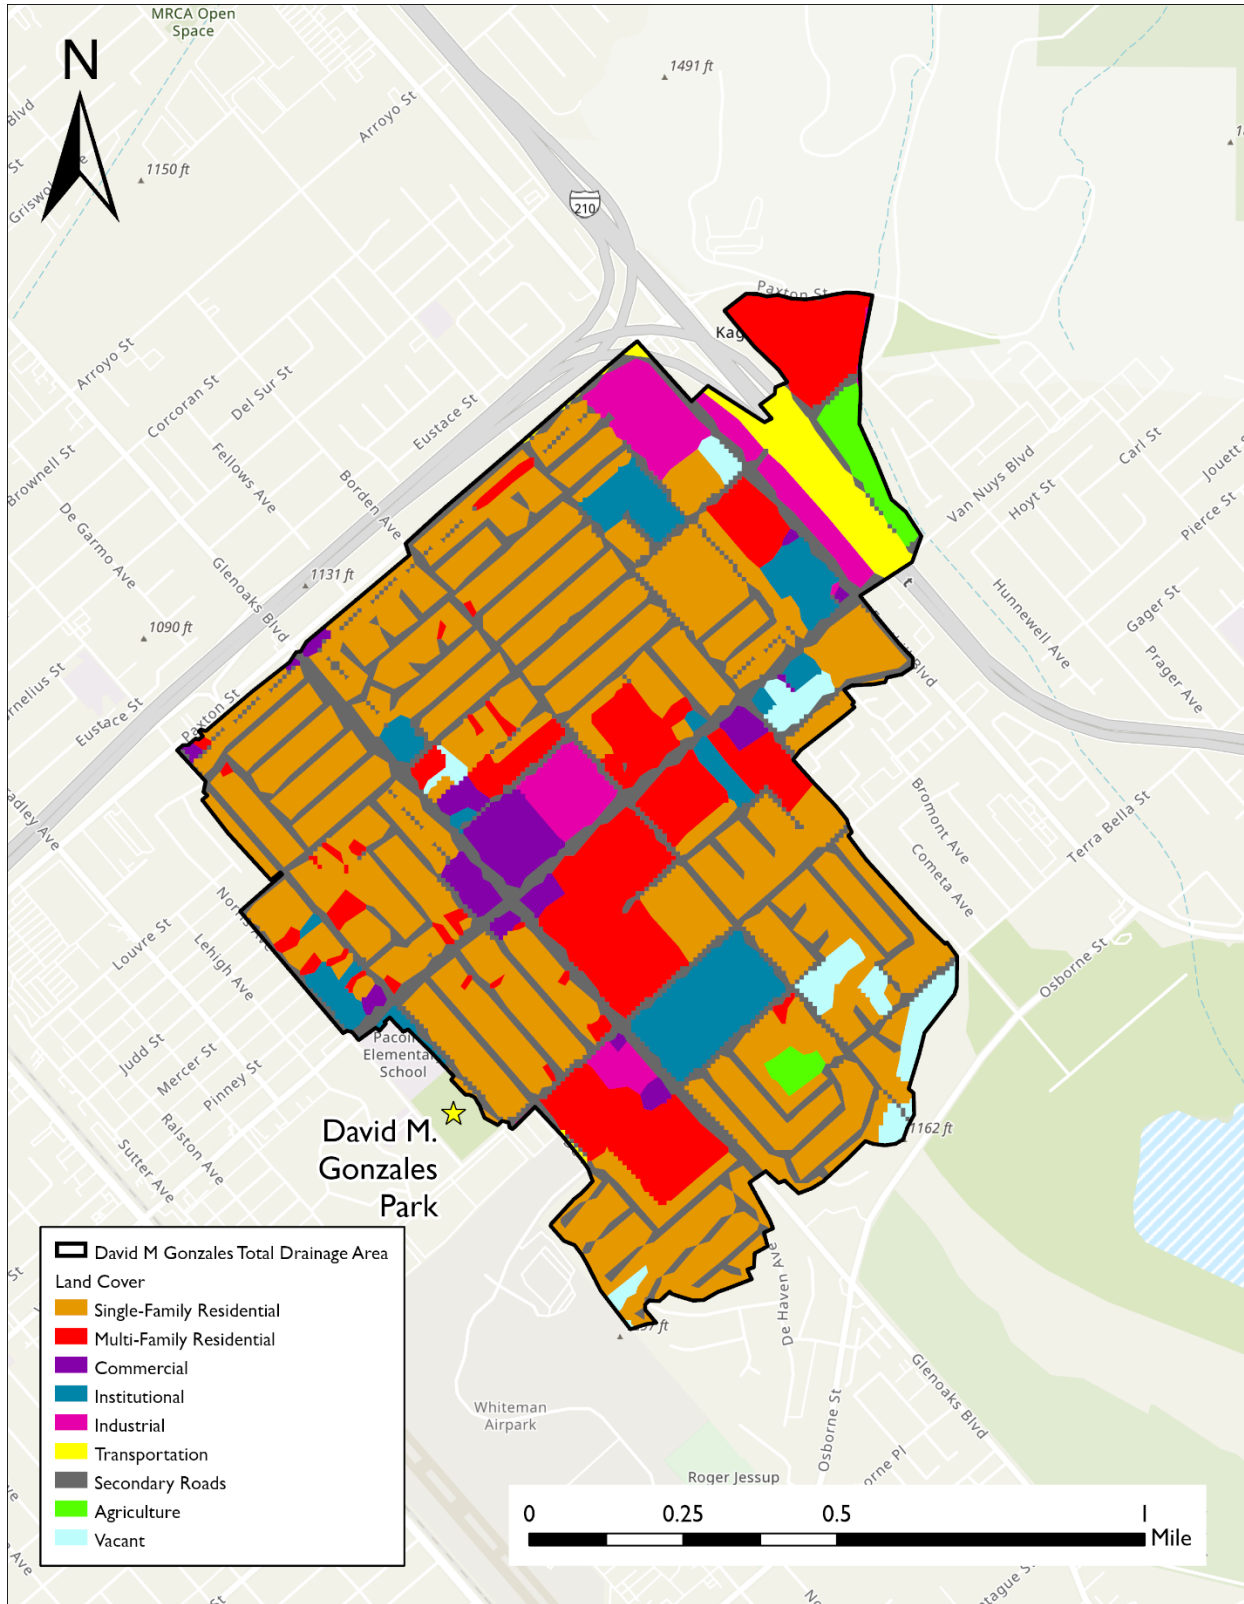 MRCA Open
Space
N
1491 ft
Arroyo St
Blvd
St
1150 ft
210
Paxton St
Arroyo St
Corcoran St
Del Sur St
Eustace St
Brownell St
Fellows Ave
Borden Ave
De Garmo Ave
Glenoaks Blvd
1131 ft
1090 ft
Van Nuys Blvd
Carl St
Hoyt St
Pierce St
Hunnewell Ave
Gager St
Prager Ave
Eustace St
Paxton St
Bromont Ave
Terra Bella St
Cometa Ave
Louvre St
Lehigh Ave
Osborne St
Judd St
Mercer St
Pinney St
Ralston Ave
Sutter Ave
Elementary
School
1162 ft
David M.
Gonzales
Park
De Haven Ave
Glenoaks Blvd
Osborne St
Whiteman
Airpark
Roger Jessup
David M Gonzales Total Drainage Area
Land Cover
Single-Family Residential
Multi-Family Residential
Commercial
Institutional
Industrial
Transportation
Secondary Roads
Agriculture
Vacant
0 0.25 0.5 1
Mile